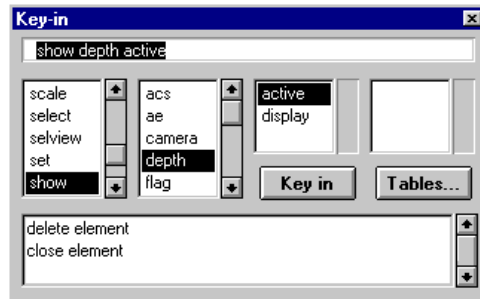 Key-in
show depth active
scale
select
selview
set
show
acs
ae
camera
depth
flag
active
display
Key in
Tables...
delete element
close element